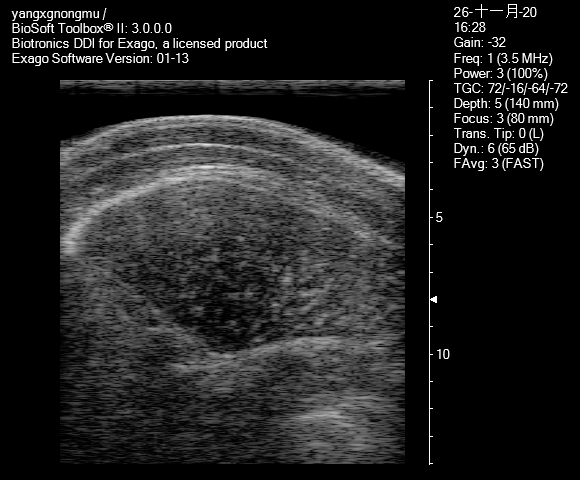 yangxgnongmu /
BioSoft Toolbox® II: 3.0.0.0
Biotronics DDI for Exago, a licensed product
Exago Software Version: 01-13
26-十一月-20
16:28
Gain: -32
Freq: 1 (3.5 MHz)
Power: 3 (100%)
TGC: 72/-16/-64/-72
Depth: 5 (140 mm)
Focus: 3 (80 mm)
Trans. Tip: 0 (L)
Dyn.: 6 (65 dB)
FAvg: 3 (FAST)
5
10